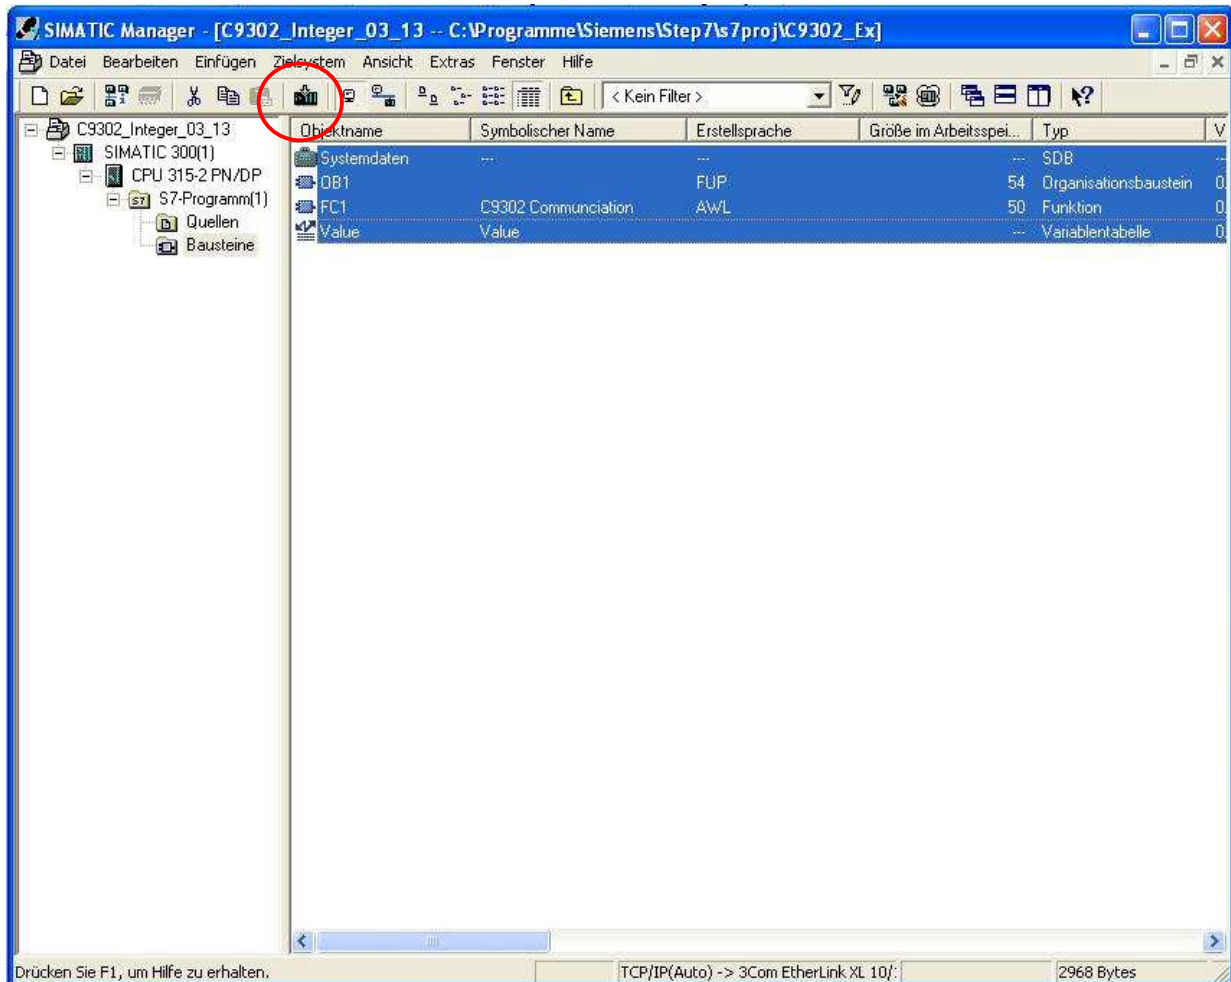 SIMATIC Manager - [C9302_Integer_03_13 -- C:\Programme\Siemens\Step7\s7proj\C9302_Ex]
Datei Bearbeiten Einfügen Zielsystem Ansicht Extras Fenster Hilfe
< Kein Filter >
C9302_Integer_03_13
SIMATIC 300(1)
CPU 315-2 PN/DP
S7-Programm(1)
Quellen
Bausteine
Objektname Symbolischer Name Erstellsprache Größe im Arbeitsspei... Typ V
Systemdaten --- --- --- SDB ---
OB1 FUP 54 Organisationsbaustein 0
FC1 C9302 Communciation AWL 50 Funktion 0
Value Value --- Variablentabelle 0
Drücken Sie F1, um Hilfe zu erhalten. TCP/IP(Auto) -> 3Com EtherLink XL 10/: 2968 Bytes